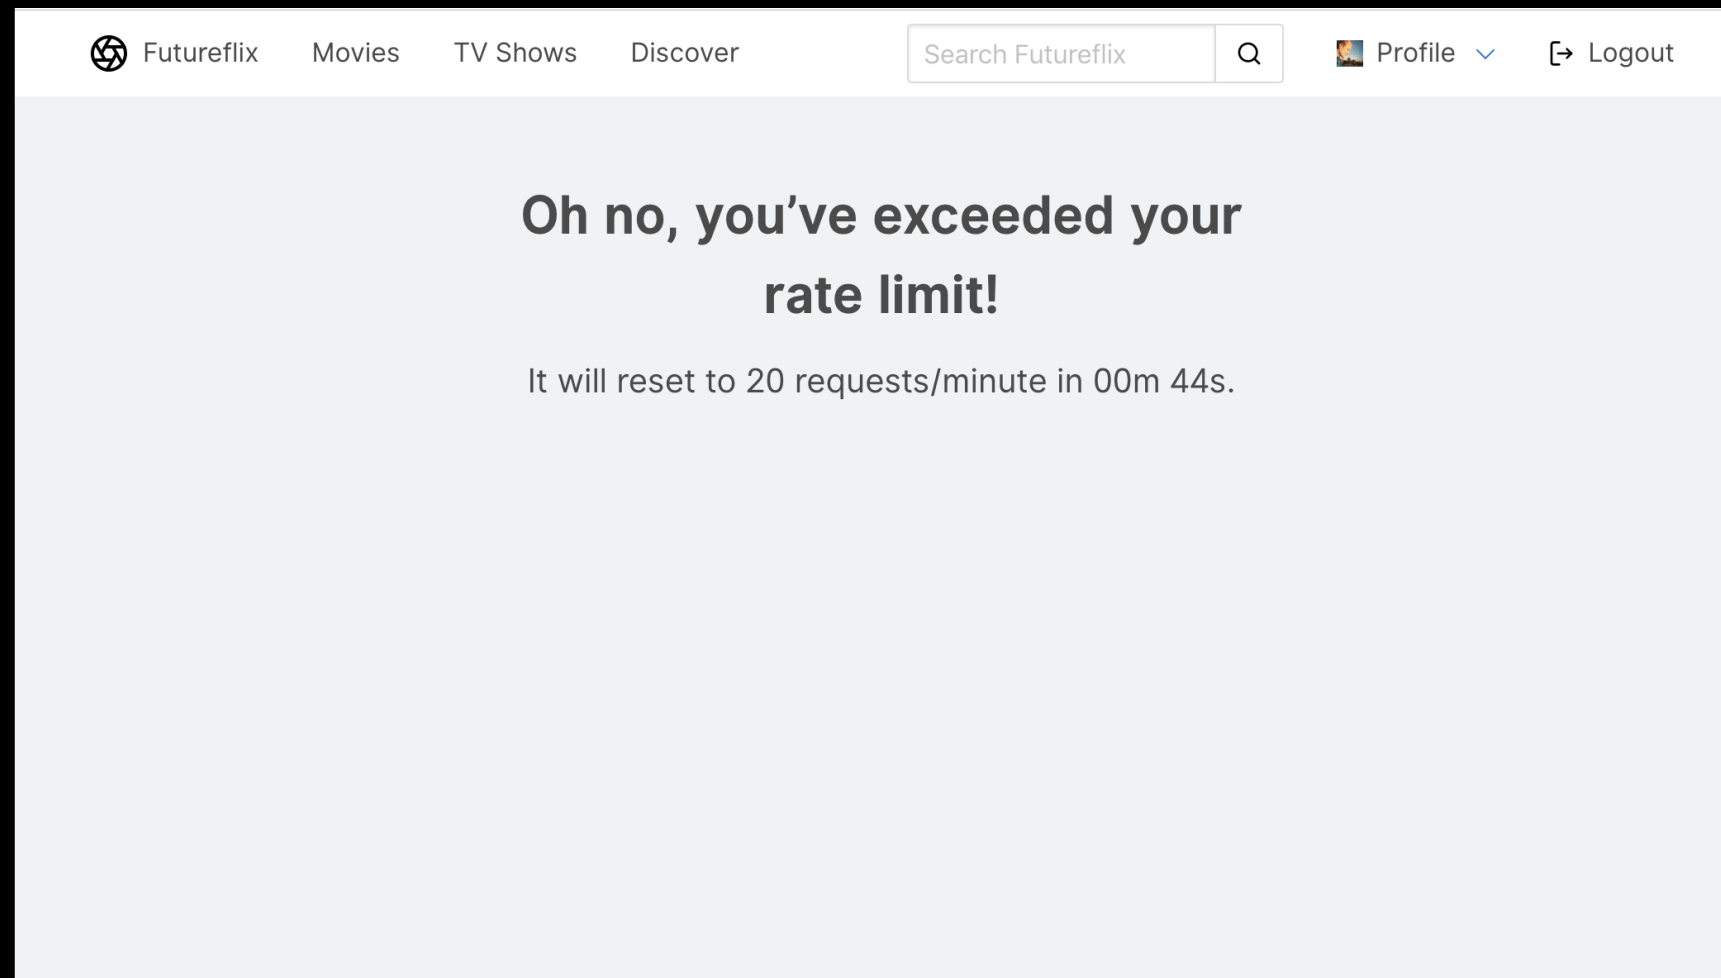 Futureflix Movies TV Shows Discover Search Futureflix Profile Logout
Oh no, you’ve exceeded your
rate limit!
It will reset to 20 requests/minute in 00m 44s.